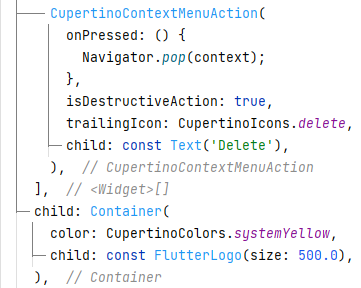 CupertinoContextMenuAction(
onPressed: () {
Navigator.pop(context);
},
isDestructiveAction: true,
trailingIcon: CupertinoIcons.delete,
child: const Text('Delete'),
), // CupertinoContextMenuAction
], // <Widget>[]
child: Container(
color: CupertinoColors.systemYellow,
child: const FlutterLogo(size: 500.0),
), // Container